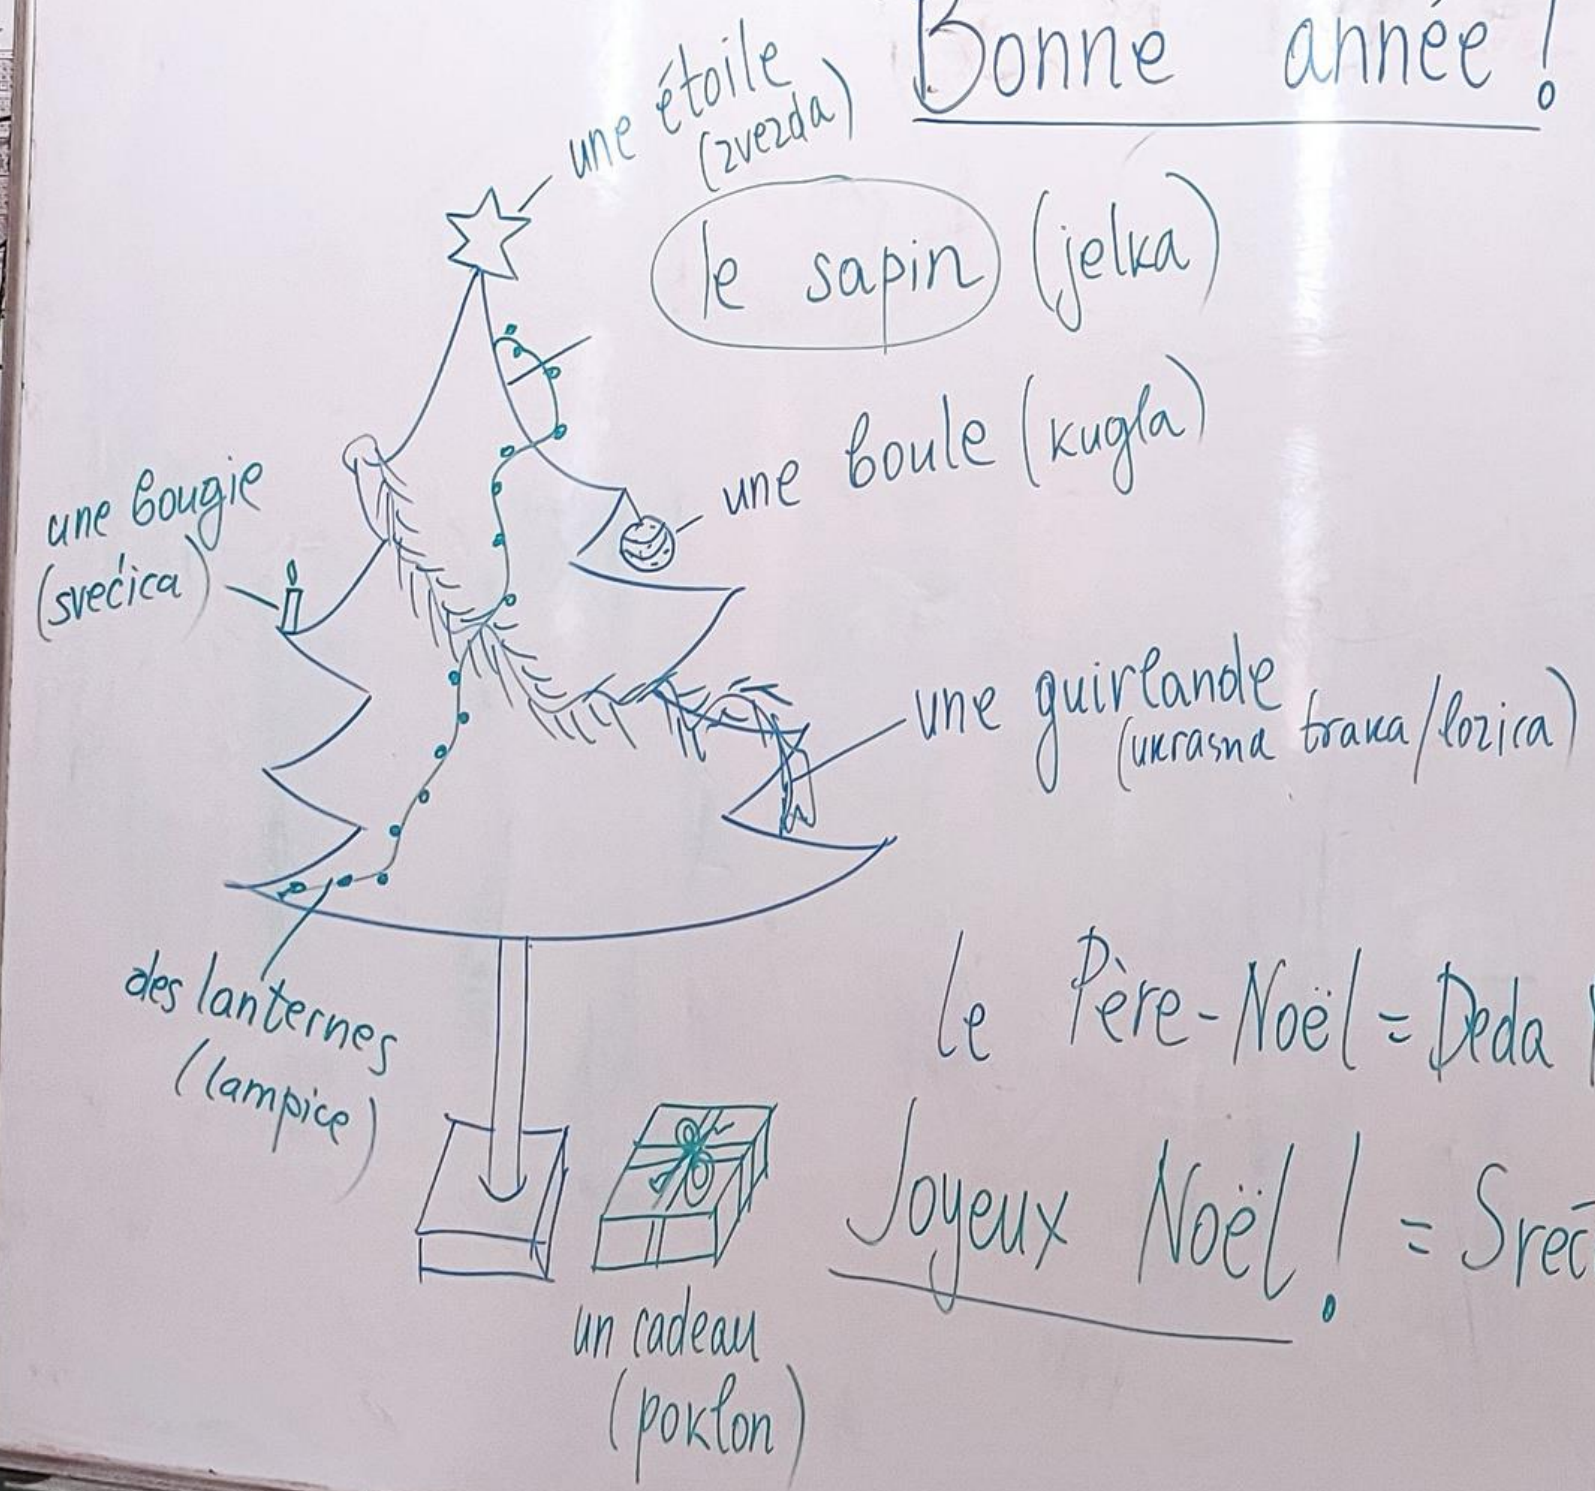 Bonne année!
une étoile
(zvezda)
le sapin (jelka)
une boule (kugla)
une bougie
(svećica)
une guirlande
(ukrasna traka/lozica)
des lanternes
(lampice)
le Père-Noël = Deda
Joyeux Noël! =
un cadeau
(poklon)